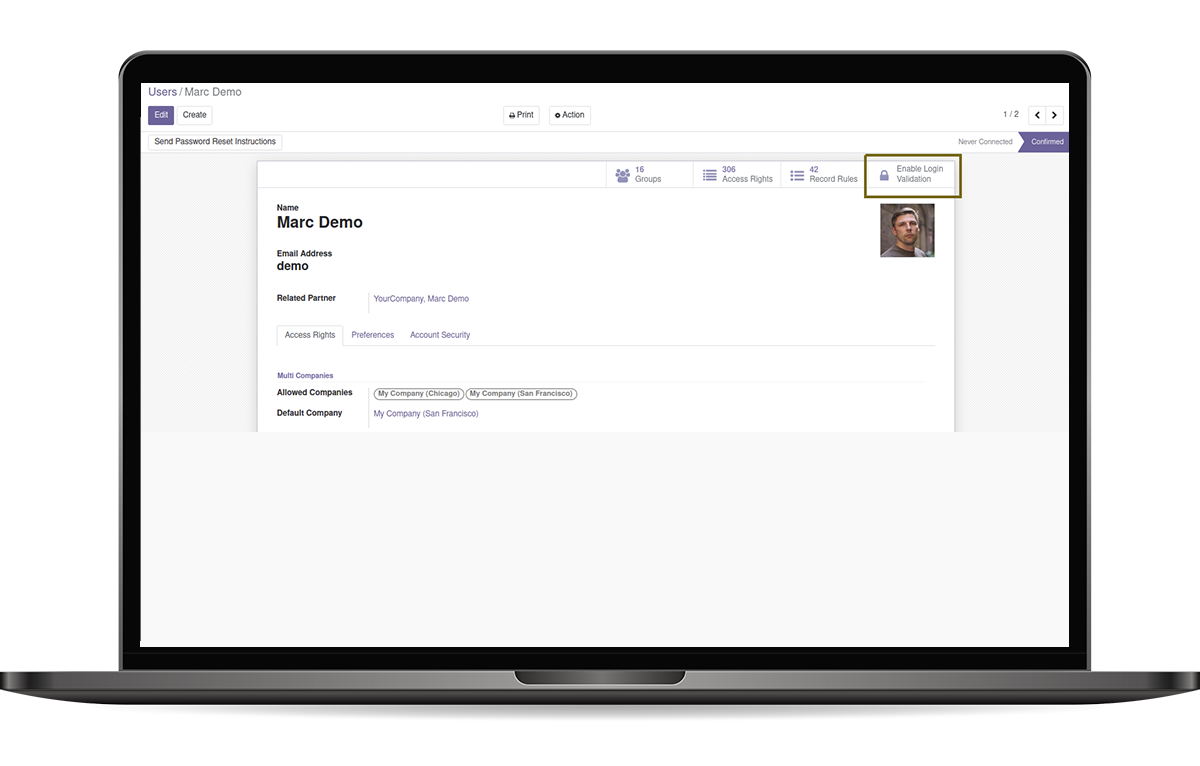 Users / Marc Demo
Edit
Create
Print
Action
1 / 2
Send Password Reset Instructions
Never Connected
Confirmed
16
Groups
306
Access Rights
42
Record Rules
Enable Login
Validation
Name
Marc Demo
Email Address
demo
Related Partner
YourCompany, Marc Demo
Access Rights
Preferences
Account Security
Multi Companies
Allowed Companies
My Company (Chicago)
My Company (San Francisco)
Default Company
My Company (San Francisco)